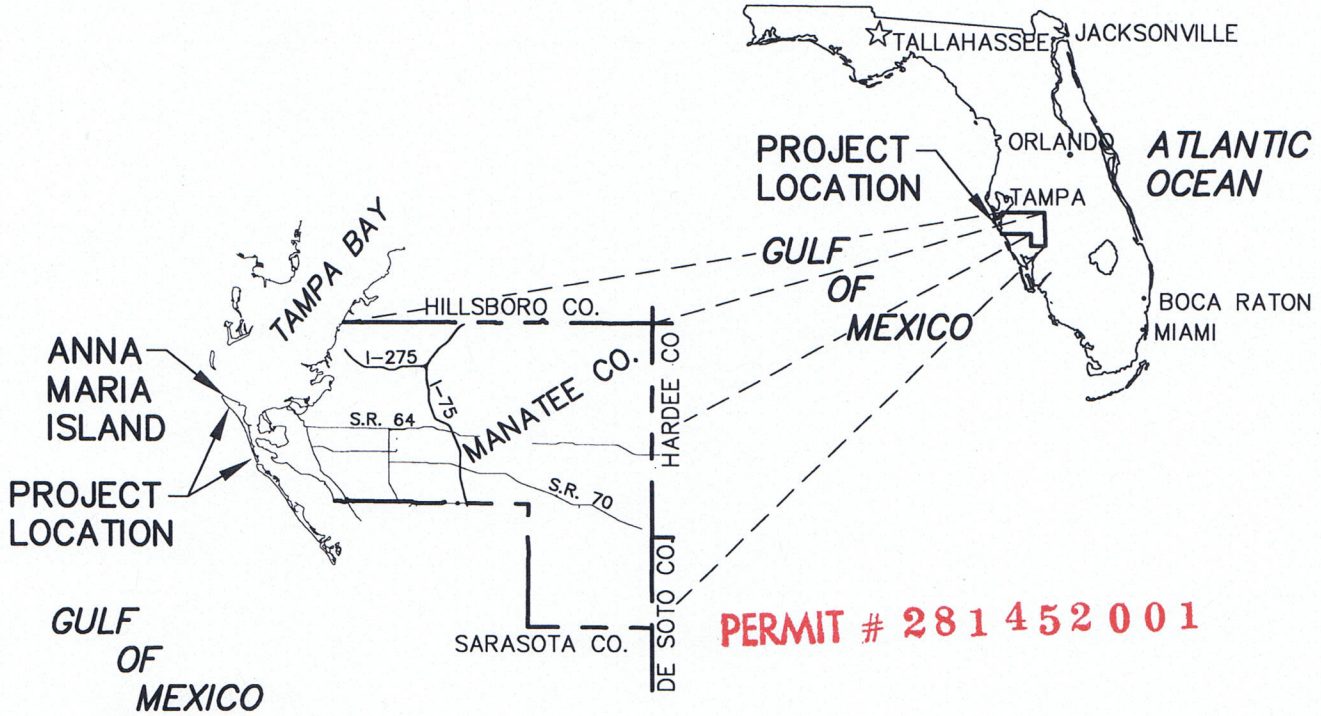 TALLAHASSEE
JACKSONVILLE
PROJECT
LOCATION
ORLANDO
ATLANTIC
OCEAN
TAMPA
GULF
OF
MEXICO
BOCA RATON
MIAMI
TAMPA BAY
HILLSBORO CO.
ANNA
MARIA
ISLAND
I-275
I-75
MANATEE CO.
HARDEE CO.
S.R. 64
PROJECT
LOCATION
S.R. 70
GULF
OF
MEXICO
SARASOTA CO.
DE SOTO CO.
PERMIT # 281452001